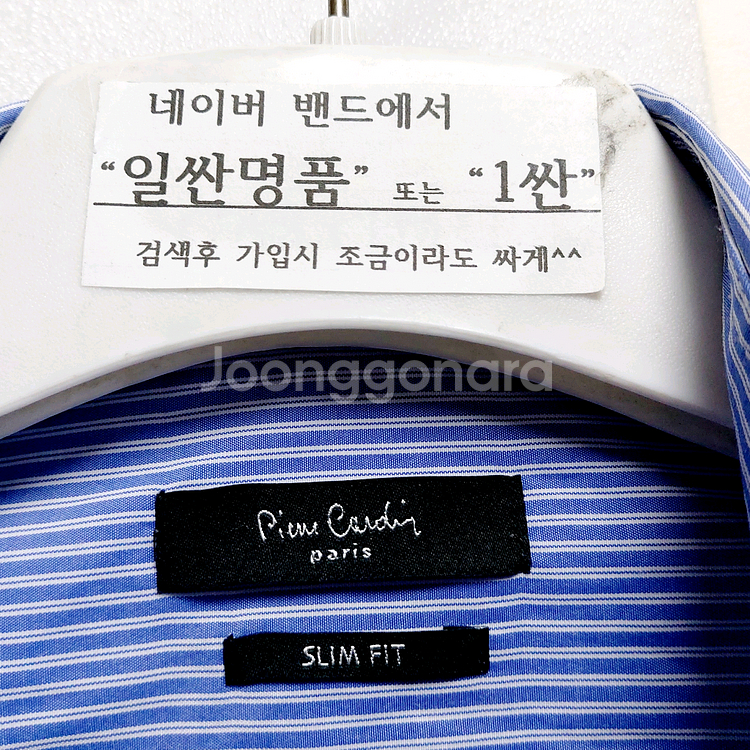 네이버 밴드에서
“일싼명품” 또는 “1싼”
검색후 가입시 조금이라도 싸게^^
Joonggonara
Pierre Cardin
paris
SLIM FIT